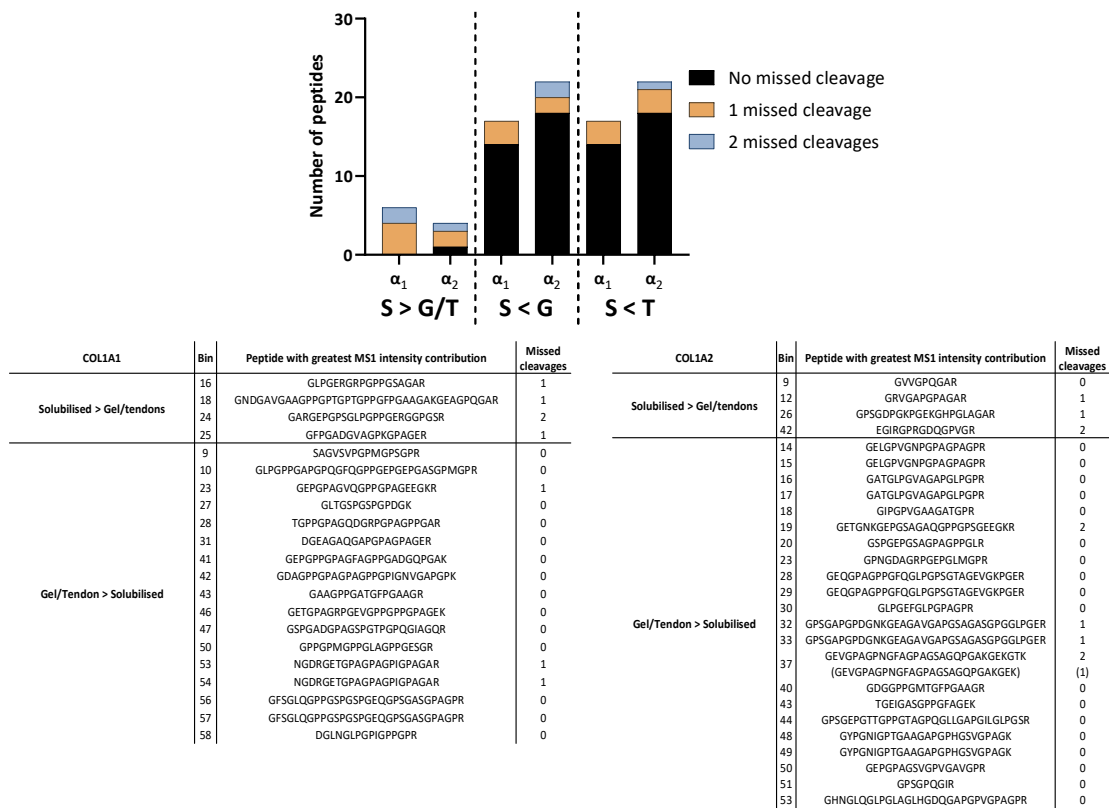 30
20
10
0
Number of peptides
No missed cleavage
1 missed cleavage
2 missed cleavages
α1 α2 α1 α2 α1 α2
S > G/T S < G S < T
COL1A1 Bin Peptide with greatest MS1 intensity contribution Missed cleavages
Solubilised > Gel/tendons
16 GLPGERGRPGPPGSAGAR 1
18 GNDGAVGAAGPPGPTGPTGPPGFPGAAGAKGEAGPQGAR 1
24 GARGEPGPSGLPGPPGERGGPGSR 2
25 GFPGADGVAGPKGPAGER 1
Gel/Tendon > Solubilised
9 SAGVSVPGPMGPSGPR 0
10 GLPGPPGAPGPQGFQGPPGEPGEPGASGPMGPR 0
23 GEPGPAGVQGPPGPAGEEGKR 1
27 GLTGSPGSPGPDGK 0
28 TGPPGPAGQDGRPGPAGPPGAR 0
31 DGEAGAQGAPGPAGPAGER 0
41 GEPGPPGPAGFAGPPGADGQPGAK 0
42 GDAGPPGPAGPAGPPGPIGNVGAPGPK 0
43 GAAGPPGATGFPGAAGR 0
46 GETGPAGRPGEVGPPGPPGPAGEK 0
47 GSPGADGPAGSPGTPGPQGIAGQR 0
50 GPPGPMGPPGLAGPPGESGR 0
53 NGDRGETGPAGPAGPIGPAGAR 1
54 NGDRGETGPAGPAGPIGPAGAR 1
56 GFSGLQGPPGSPGSPGEQGPSGASGPAGPR 0
57 GFSGLQGPPGSPGSPGEQGPSGASGPAGPR 0
58 DGLNGLPGPIGPPGPR 0
COL1A2 Bin Peptide with greatest MS1 intensity contribution Missed cleavages
Solubilised > Gel/tendons
9 GVVGPQGAR 0
12 GRVGAPGPAGAR 1
26 GPSGDPGKPGEKGHPGLAGAR 1
42 EGIRGPRGDQGPVGR 2
Gel/Tendon > Solubilised
14 GELGPVGNPGPAGPAGPR 0
15 GELGPVGNPGPAGPAGPR 0
16 GATGLPGVAGAPGLPGPR 0
17 GATGLPGVAGAPGLPGPR 0
18 GIPGPVGAAGATGPR 0
19 GETGNKGEPGSAGAQGPPGPSGEEGKR 2
20 GSPGEPGSAGPAGPPGLR 0
23 GPNGDAGRPGEPGLMGPR 0
28 GEQGPAGPPGFQGLPGPSGTAGEVGKPGER 0
29 GEQGPAGPPGFQGLPGPSGTAGEVGKPGER 0
30 GLPGEFGLPGPAGPR 0
32 GPSGAPGPDGNKGEAGAVGAPGSAGASGPGGLPGER 1
33 GPSGAPGPDGNKGEAGAVGAPGSAGASGPGGLPGER 1
37 GEVGPAGPNGFAGPAGSAGQPGAKGEKGTK 2
(GEVGPAGPNGFAGPAGSAGQPGAKGEK) (1)
40 GDGGPPGMTGFPGAAGR 0
43 TGEIGASGPPGFAGEK 0
44 GPSGEPGTTGPPGTAGPQGLLGAPGILGLPGSR 0
48 GYPGNIGPTGAAGAPGPHGSVGPAGK 0
49 GYPGNIGPTGAAGAPGPHGSVGPAGK 0
50 GEPGPAGSVGPVGAVGPR 0
51 GPSGPQGIR 0
53 GHNGLQGLPGLAGLHGDQGAPGPVGPAGPR 0